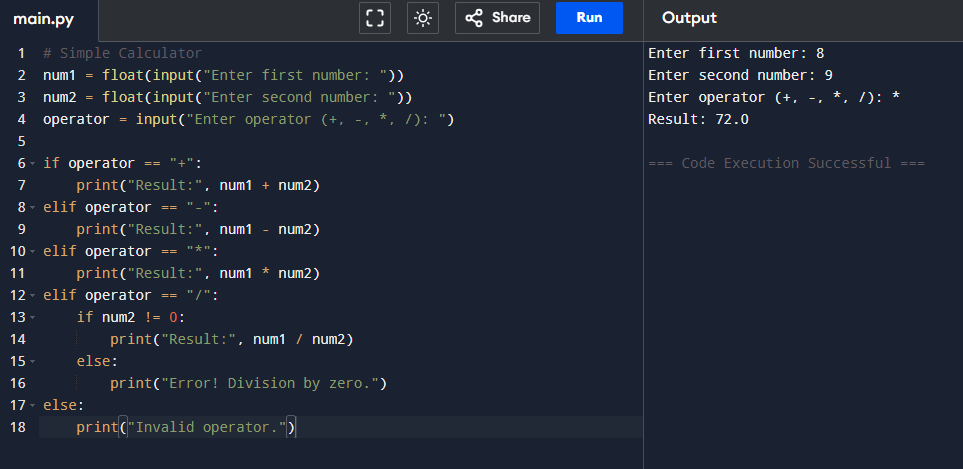 main.py Share Run Output
1 # Simple Calculator
2 num1 = float(input("Enter first number: "))
3 num2 = float(input("Enter second number: "))
4 operator = input("Enter operator (+, -, *, /): ")
5
6 if operator == "+":
7     print("Result:", num1 + num2)
8 elif operator == "-":
9     print("Result:", num1 - num2)
10 elif operator == "*":
11     print("Result:", num1 * num2)
12 elif operator == "/":
13     if num2 != 0:
14         print("Result:", num1 / num2)
15     else:
16         print("Error! Division by zero.")
17 else:
18     print("Invalid operator.")
Enter first number: 8
Enter second number: 9
Enter operator (+, -, *, /): *
Result: 72.0
=== Code Execution Successful ===